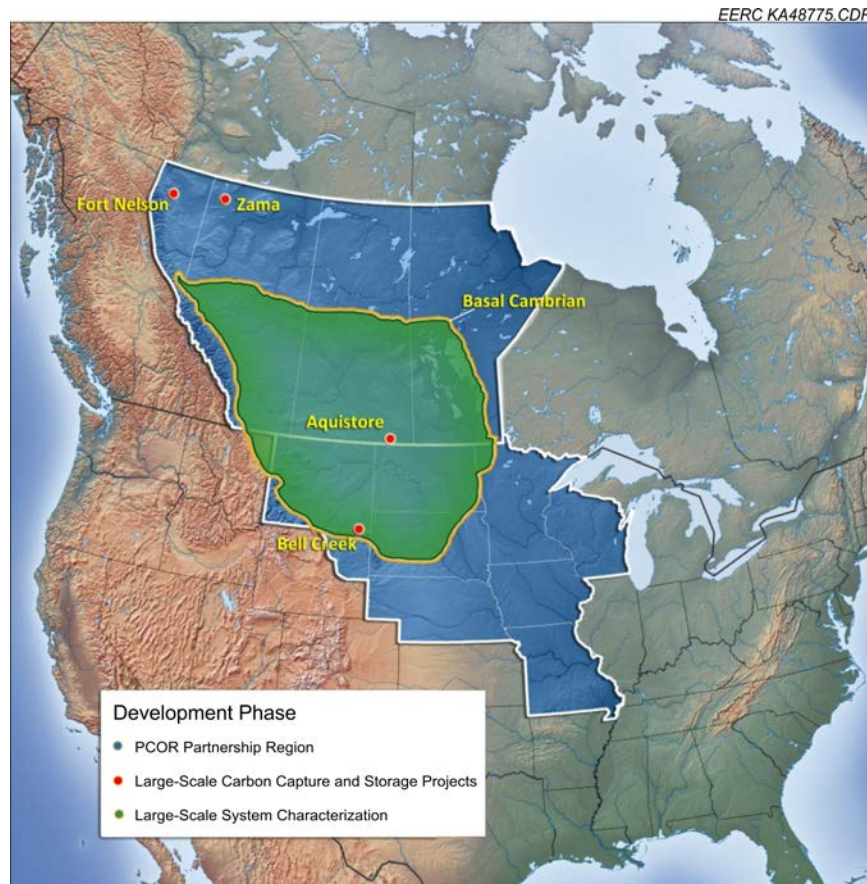 EERC KA48775.CDR
Fort Nelson
Zama
Basal Cambrian
Aquistore
Bell Creek
Development Phase
PCOR Partnership Region
Large-Scale Carbon Capture and Storage Projects
Large-Scale System Characterization